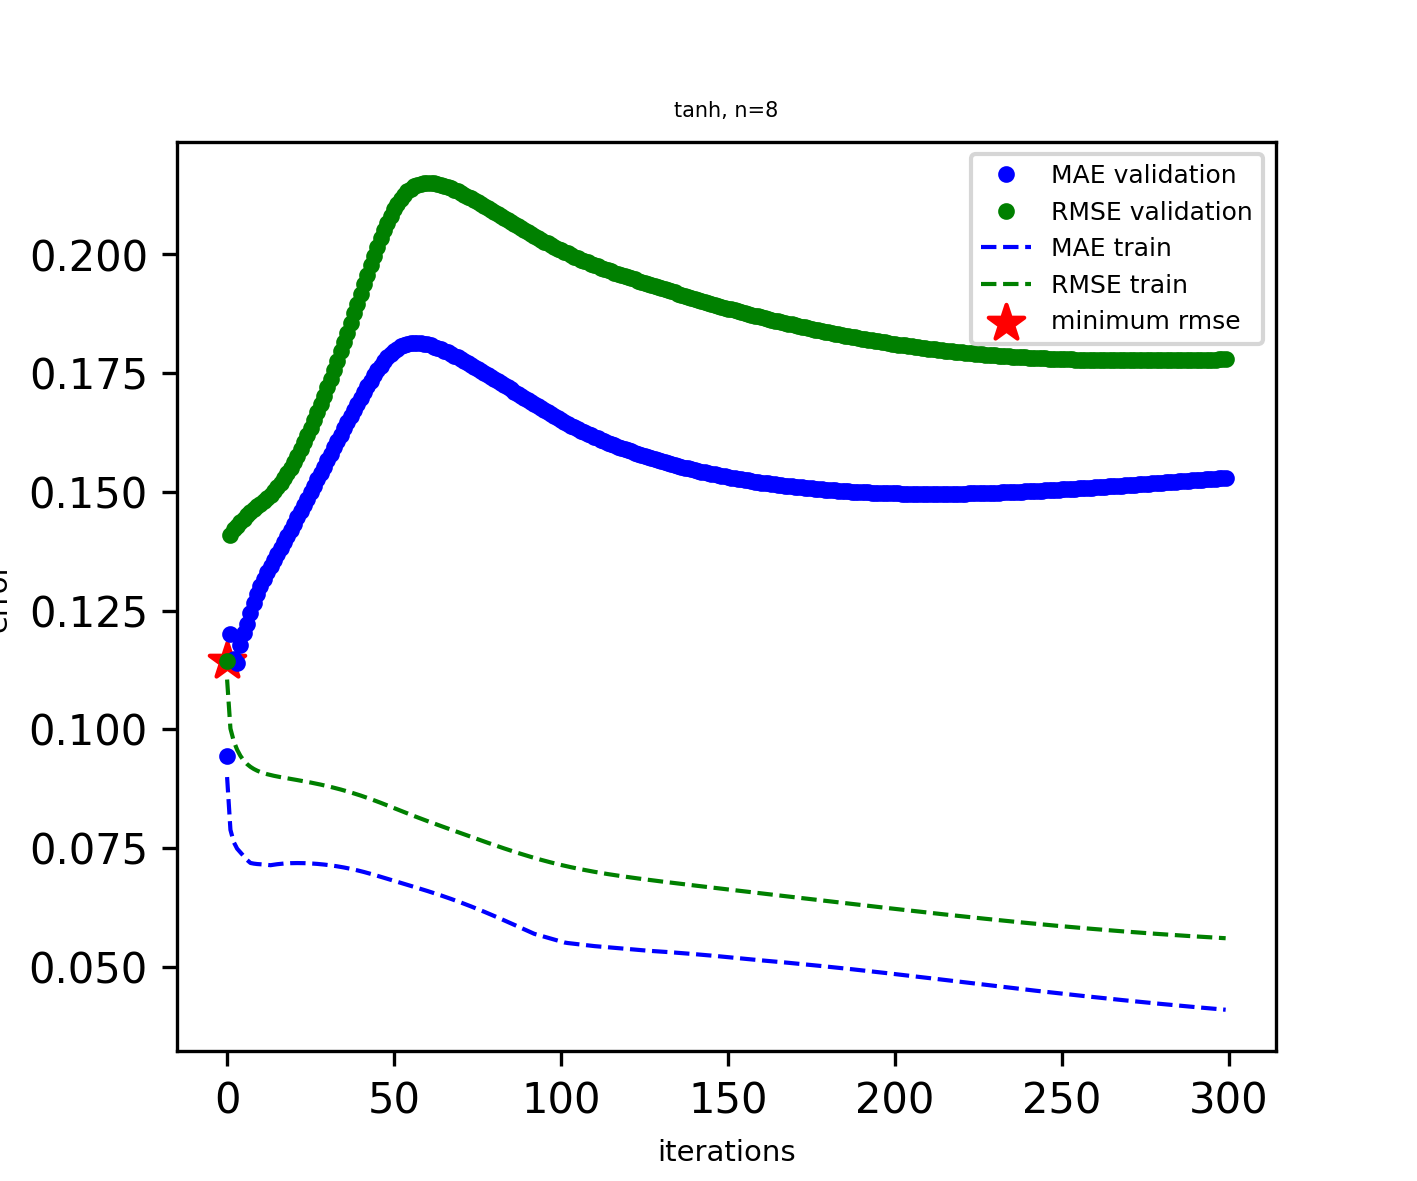 tanh, n=8
MAE validation
RMSE validation
MAE train
RMSE train
minimum rmse
0.200
0.175
0.150
0.125
0.100
0.075
0.050
0 50 100 150 200 250 300
iterations